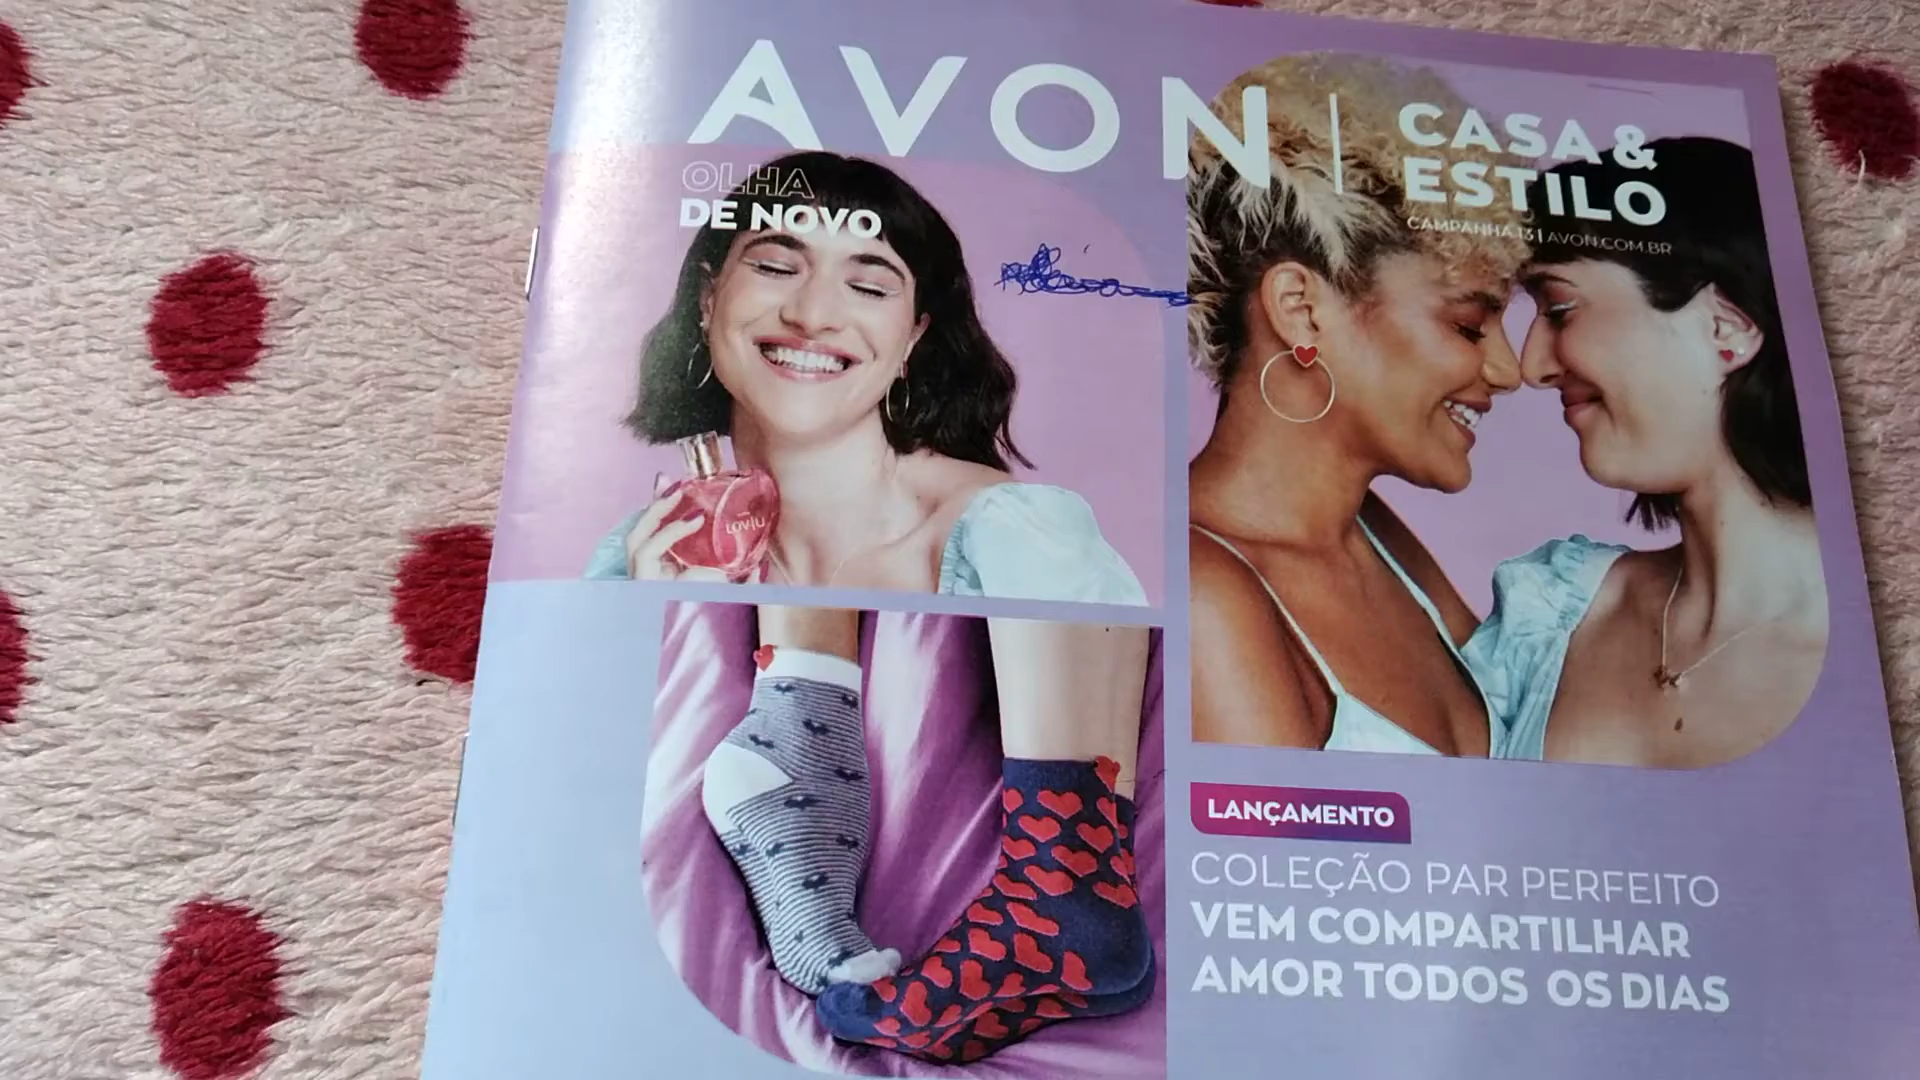 AVON
CASA &
ESTILO
CAMPANHA 13 | AVON.COM.BR
OLHA
DE NOVO
LOV|U
LANÇAMENTO
COLEÇÃO PAR PERFEITO
VEM COMPARTILHAR
AMOR TODOS OS DIAS